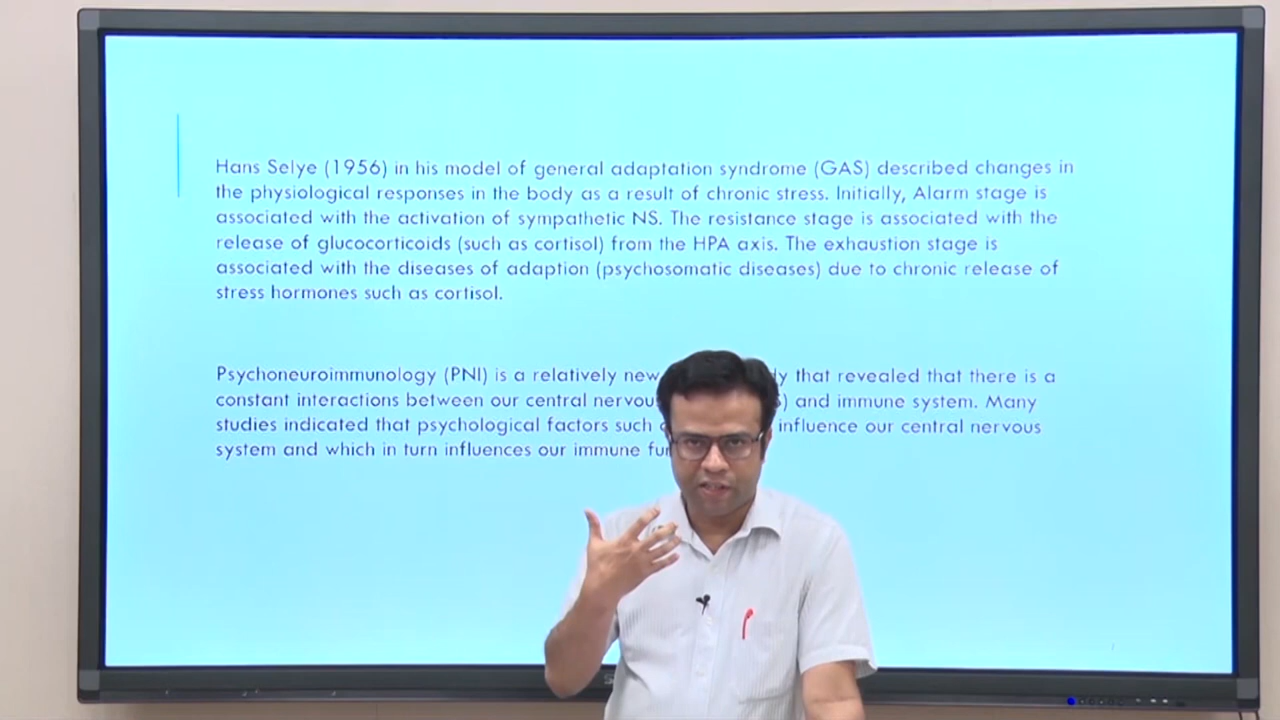 Hans Selye (1956) in his model of general adaptation syndrome (GAS) described changes in
the physiological responses in the body as a result of chronic stress. Initially, Alarm stage is
associated with the activation of sympathetic NS. The resistance stage is associated with the
release of glucocorticoids (such as cortisol) from the HPA axis. The exhaustion stage is
associated with the diseases of adaption (psychosomatic diseases) due to chronic release of
stress hormones such as cortisol.
Psychoneuroimmunology (PNI) is a relatively new that revealed that there is a
constant interactions between our central and immune system. Many
studies indicated that psychological factors such influence our central nervous
system and which in turn influences our immune